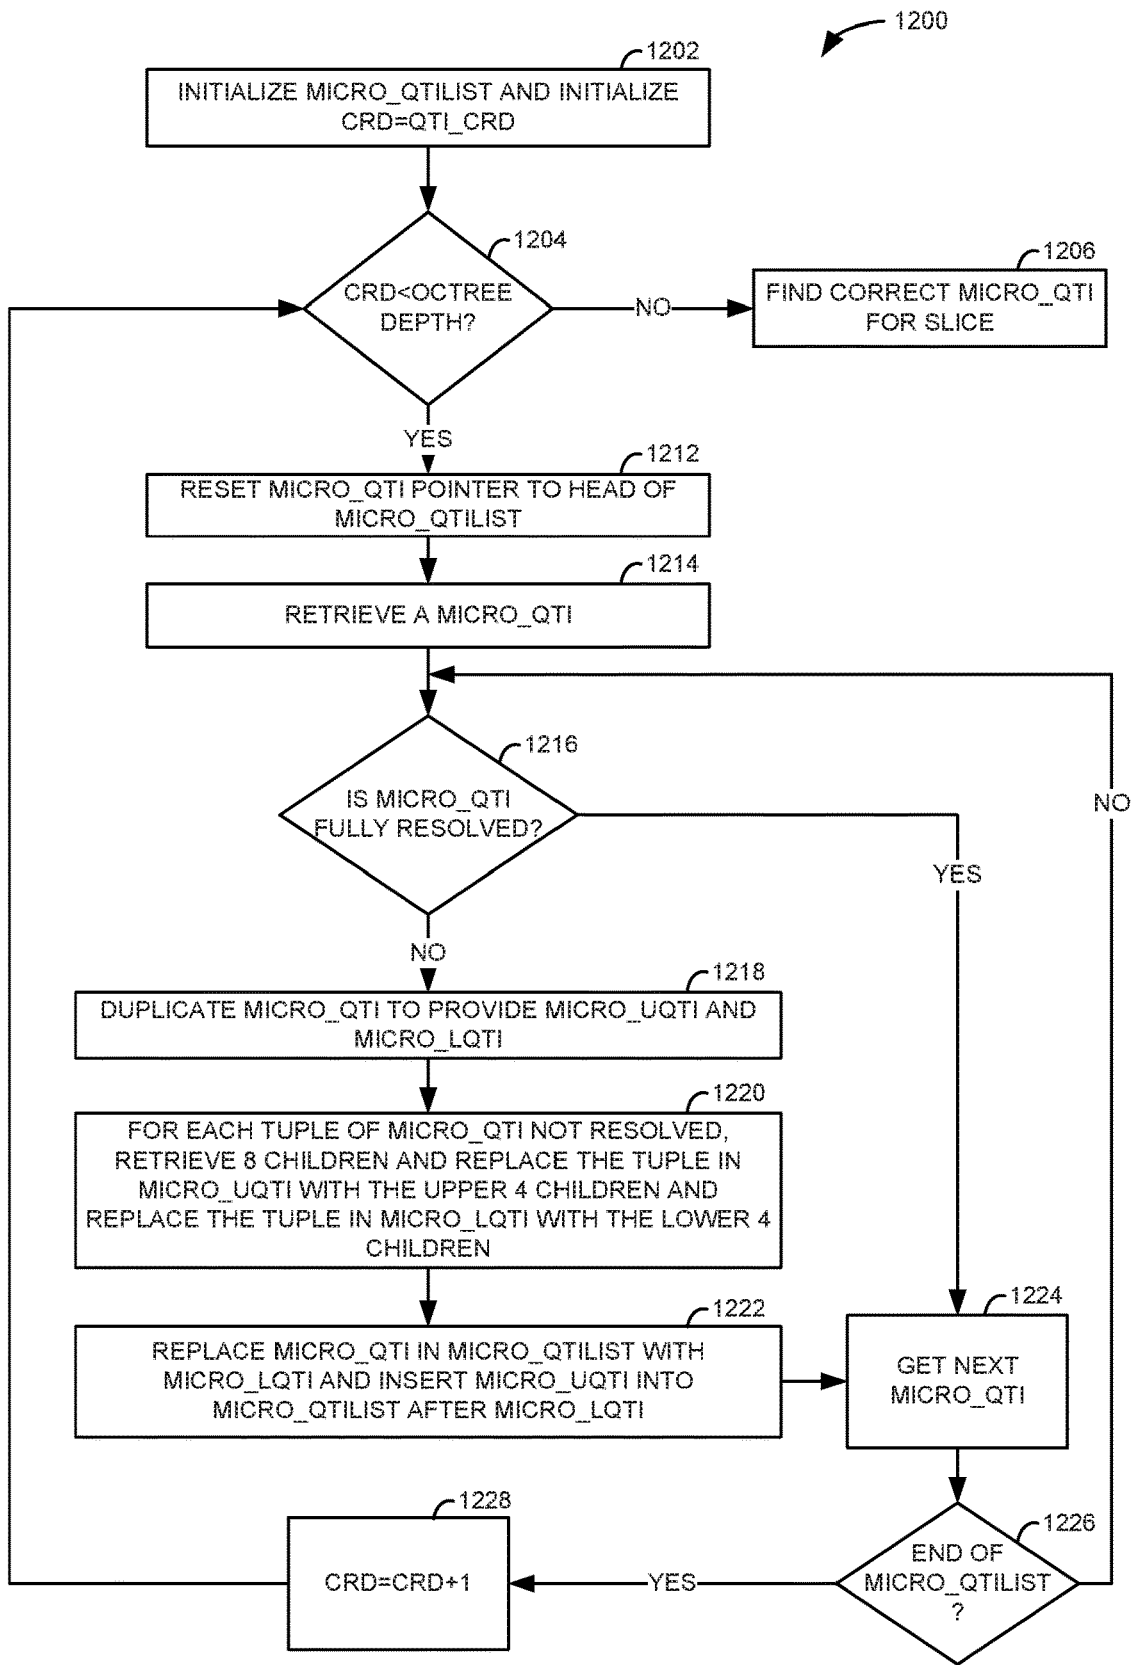 1200
1202
INITIALIZE MICRO_QTILIST AND INITIALIZE
CRD=QTI_CRD
1204
CRD<OCTREE
DEPTH?
NO
1206
FIND CORRECT MICRO_QTI
FOR SLICE
YES
1212
RESET MICRO_QTI POINTER TO HEAD OF
MICRO_QTILIST
1214
RETRIEVE A MICRO_QTI
1216
IS MICRO_QTI
FULLY RESOLVED?
NO
YES
NO
1218
DUPLICATE MICRO_QTI TO PROVIDE MICRO_UQTI AND
MICRO_LQTI
1220
FOR EACH TUPLE OF MICRO_QTI NOT RESOLVED,
RETRIEVE 8 CHILDREN AND REPLACE THE TUPLE IN
MICRO_UQTI WITH THE UPPER 4 CHILDREN AND
REPLACE THE TUPLE IN MICRO_LQTI WITH THE LOWER 4
CHILDREN
1222
REPLACE MICRO_QTI IN MICRO_QTILIST WITH
MICRO_LQTI AND INSERT MICRO_UQTI INTO
MICRO_QTILIST AFTER MICRO_LQTI
1224
GET NEXT
MICRO_QTI
1226
END OF
MICRO_QTILIST
?
YES
1228
CRD=CRD+1